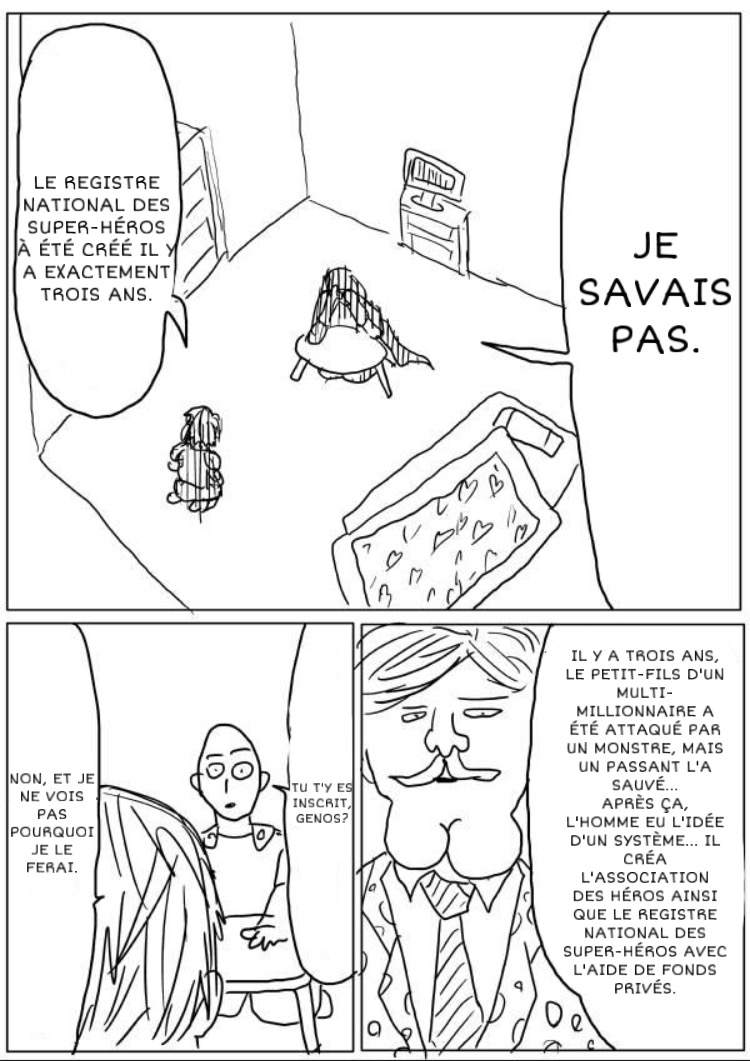 JE
SAVAIS
PAS.
LE REGISTRE
NATIONAL DES
SUPER-HÉROS
À ÉTÉ CRÉÉ IL Y
A EXACTEMENT
TROIS ANS.
IL Y A TROIS ANS,
LE PETIT-FILS D'UN
MULTI-
MILLIONNAIRE A
ÉTÉ ATTAQUÉ PAR
UN MONSTRE, MAIS
UN PASSANT L'A
SAUVÉ...
APRÈS ÇA,
L'HOMME EU L'IDÉE
D'UN SYSTÈME... IL
CRÉA
L'ASSOCIATION
DES HÉROS AINSI
QUE LE REGISTRE
NATIONAL DES
SUPER-HÉROS AVEC
L'AIDE DE FONDS
PRIVÉS.
TU T'Y ES
INSCRIT,
GENOS?
NON, ET JE
NE VOIS
PAS
POURQUOI
JE LE
FERAI.